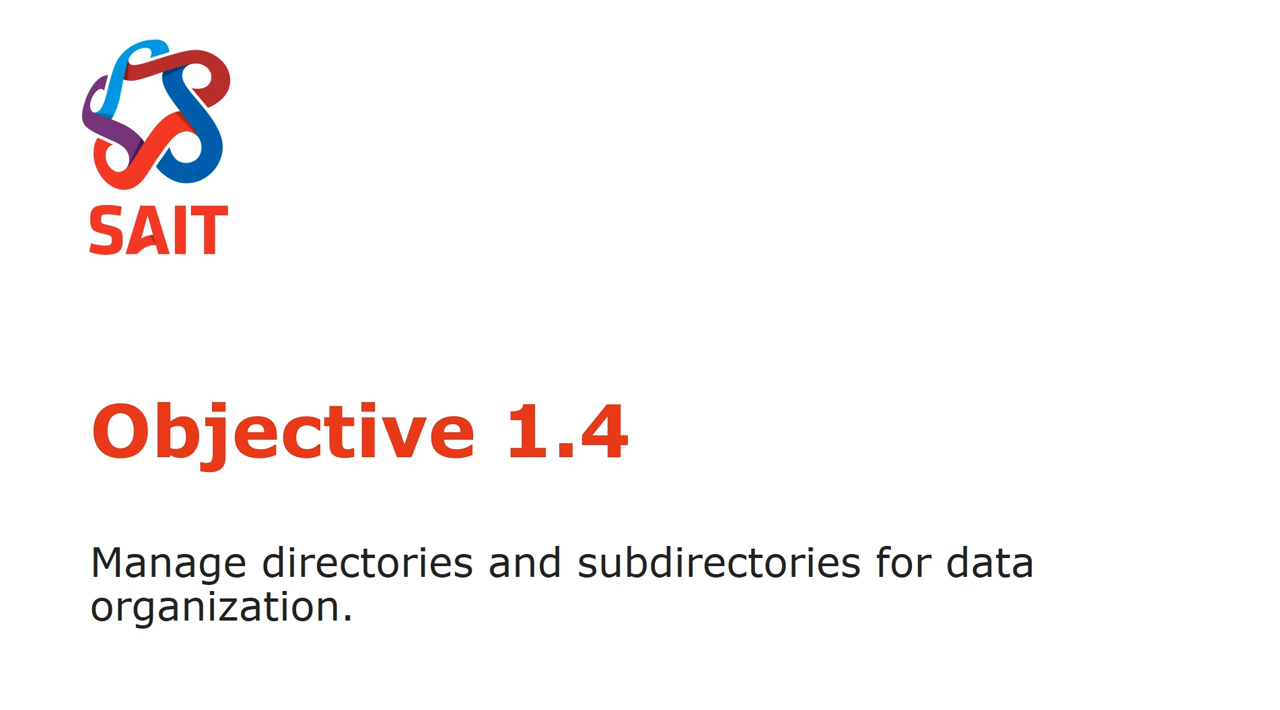 SAIT
Objective 1.4
Manage directories and subdirectories for data
organization.